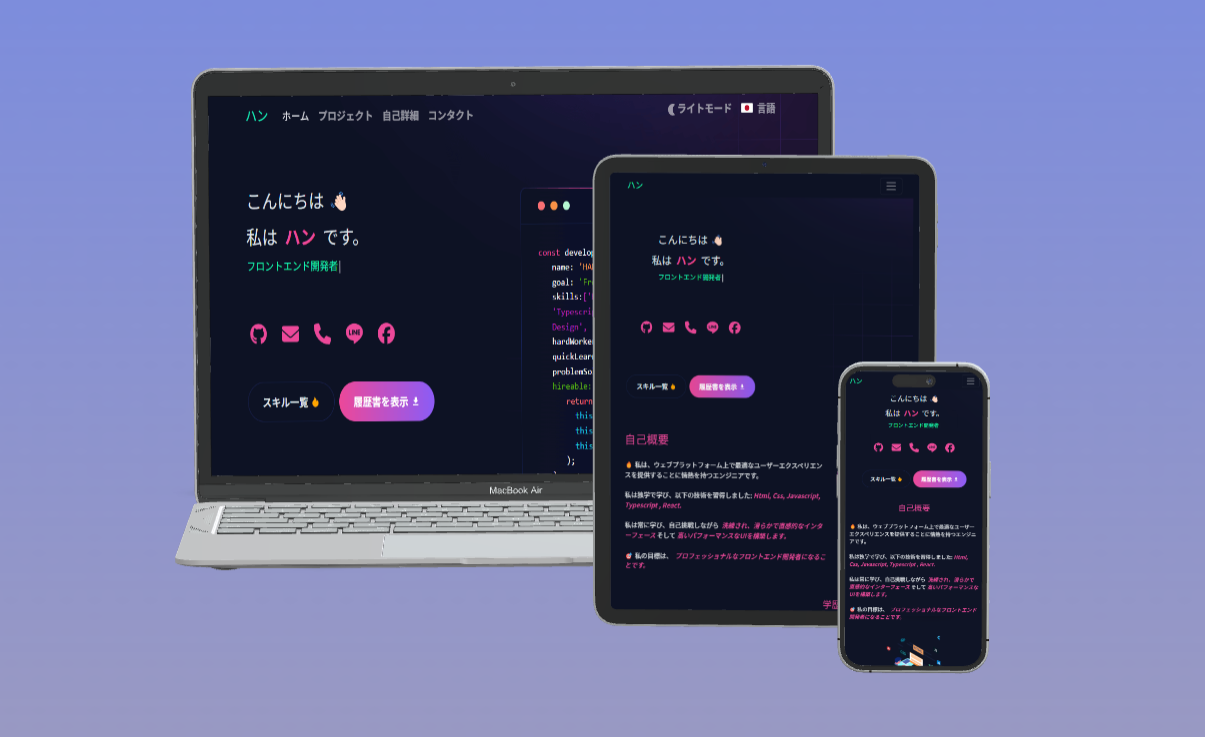 ハン ホーム プロジェクト 自己詳細 コンタクト ライトモード 言語
こんにちは
私は ハン です。
フロントエンド開発者
LINE
スキル一覧
履歴書を表示
const develop
name: 'HA
goal: 'Fr
skills:['
'Typescri
Design',
hardWorke
quickLear
problemSo
hireable:
return
this
this
this
);
MacBook Air
ハン
こんにちは
私は ハン です。
フロントエンド開発者
スキル一覧
履歴書を表示
自己概要
私は、ウェブプラットフォーム上で最適なユーザーエクスペリエン
スを提供することに情熱を持つエンジニアです。
私は独学で学び、以下の技術を習得しました: Html, Css, Javascript,
Typescript , React.
私は常に学び、自己挑戦しながら 洗練され、滑らかで直感的なインタ
ーフェース そして 高いパフォーマンスなUIを構築します。
私の目標は、 プロフェッショナルなフロントエンド開発者になるこ
とです。
学歴
ハン
こんにちは
私は ハン です。
フロントエンド開発者
スキル一覧
履歴書を表示
自己概要
私は、ウェブプラットフォーム上で最適なユーザー
エクスペリエンスを提供することに情熱を持つエンジニ
アです。
私は独学で学び、以下の技術を習得しました: Html,
Css, Javascript, Typescript , React.
私は常に学び、自己挑戦しながら 洗練され、滑らかで
直感的なインターフェース そして 高いパフォーマンスな
UIを構築します。
私の目標は、 プロフェッショナルなフロントエンド
開発者になることです.